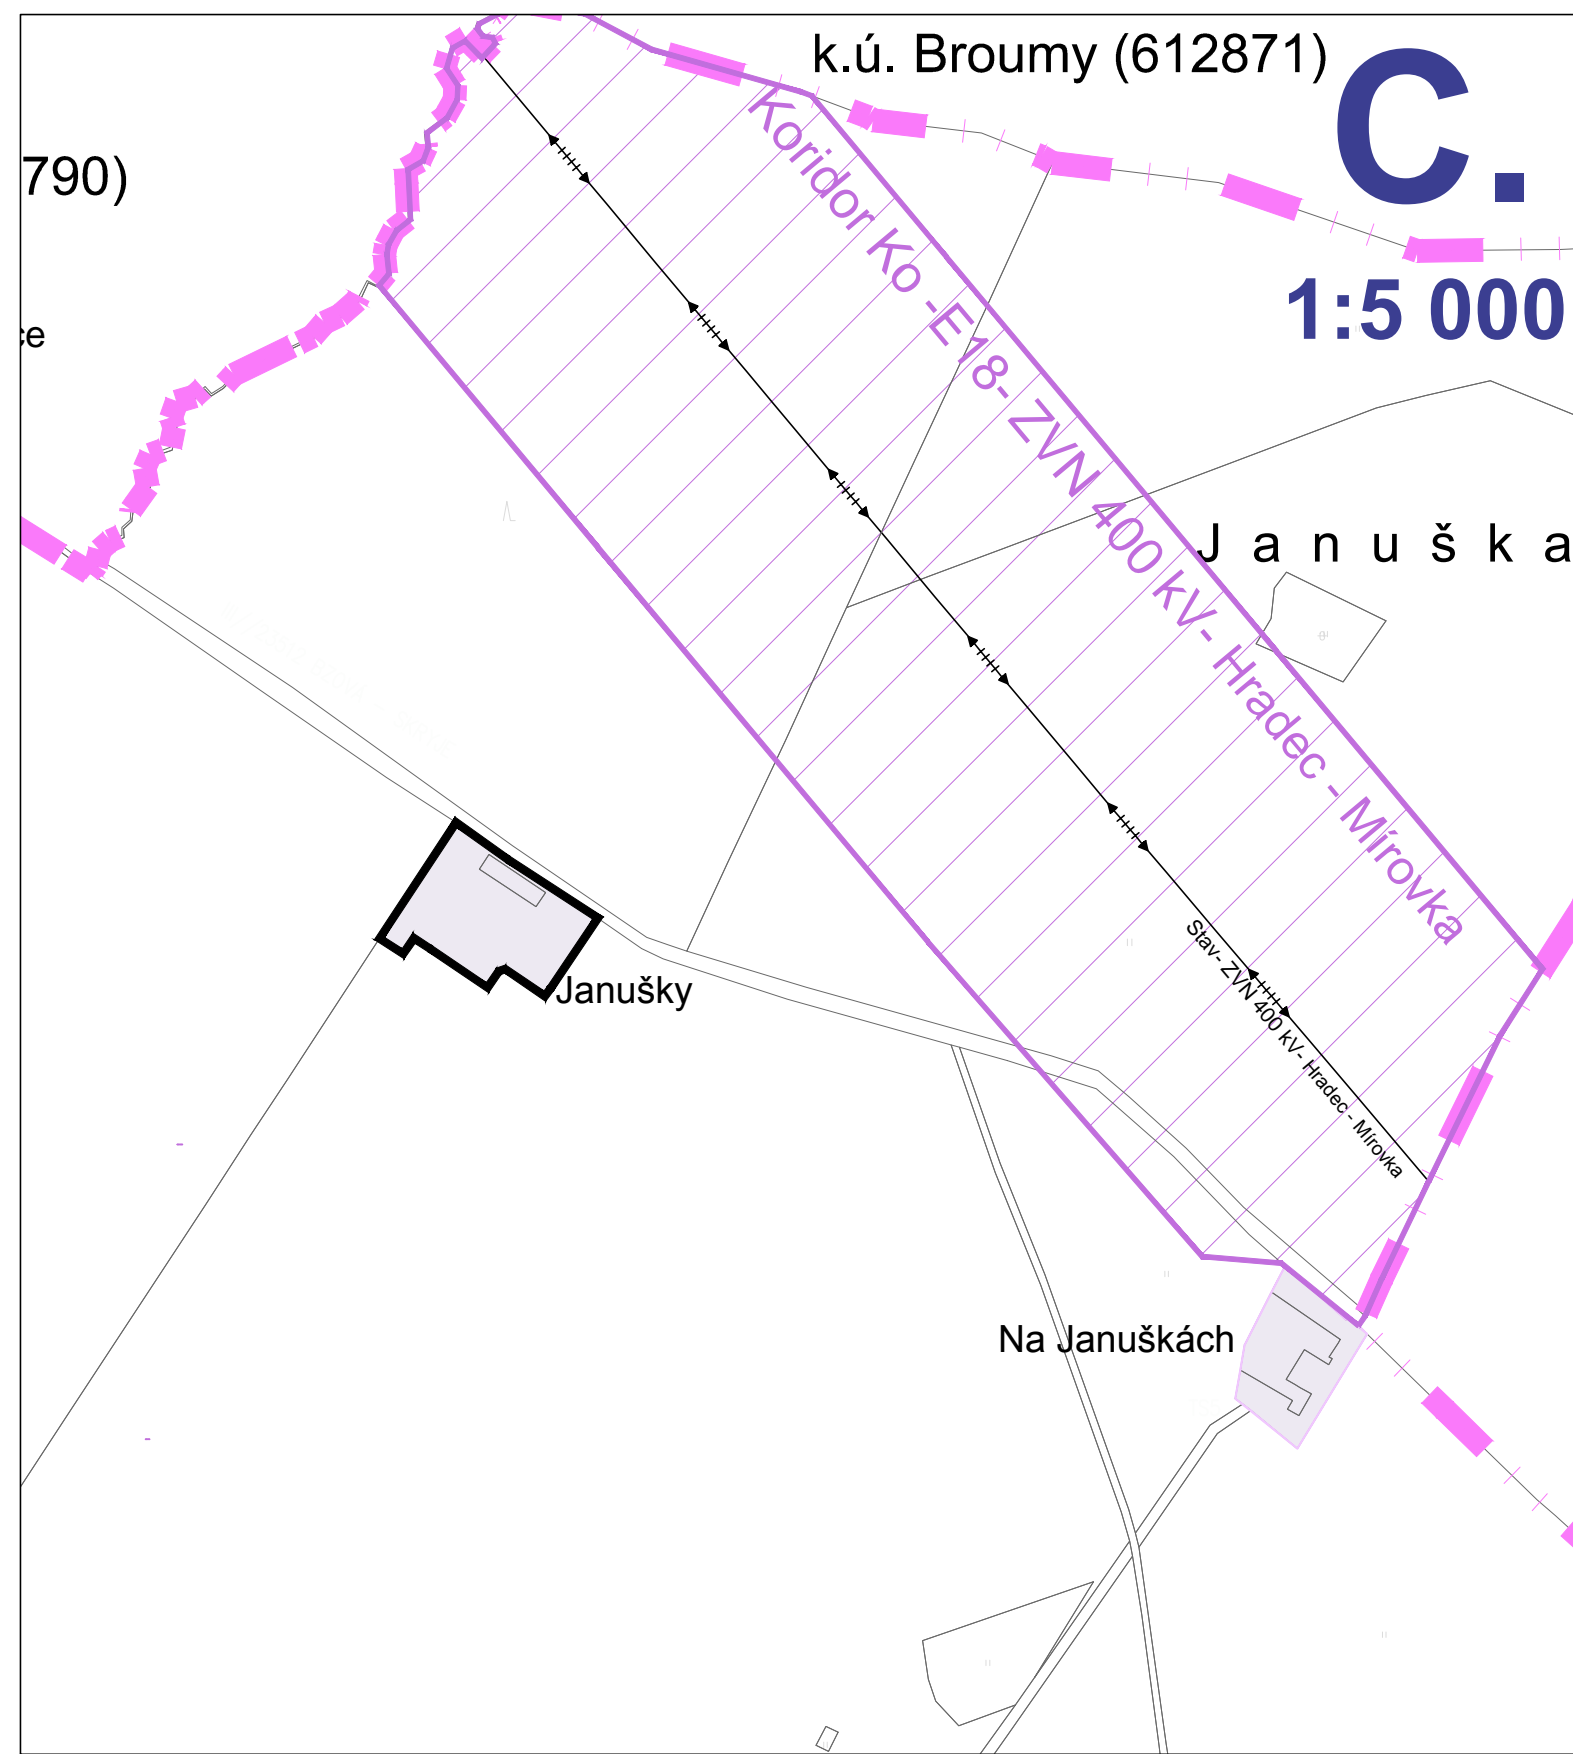 k.ú. Broumy (612871)
C.
1:5 000
790)
ce
Koridor Ko -E18- ZVN 400 kV- Hradec - Mírovka
Januška
Stav- ZVN 400 kV- Hradec - Mírovka
Janušky
Na Januškách